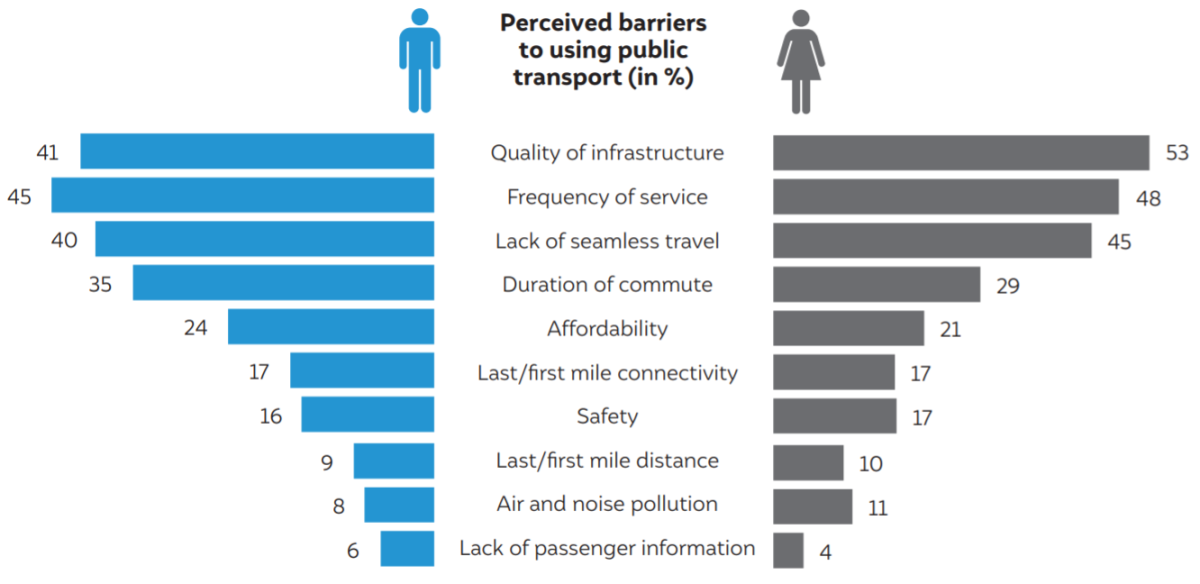 Perceived barriers
to using public
transport (in %)
41 Quality of infrastructure 53
45 Frequency of service 48
40 Lack of seamless travel 45
35 Duration of commute 29
24 Affordability 21
17 Last/first mile connectivity 17
16 Safety 17
9 Last/first mile distance 10
8 Air and noise pollution 11
6 Lack of passenger information 4